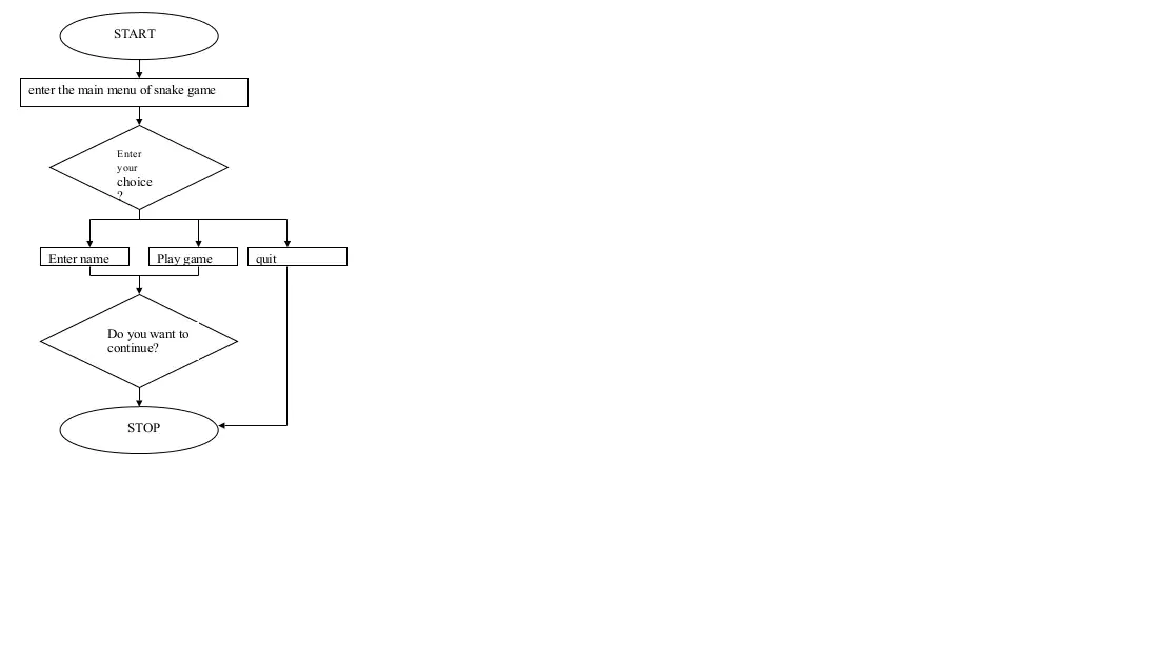 START
enter the main menu of snake game
Enter
your
choice
?
Enter name
Play game
quit
Do you want to
continue?
STOP